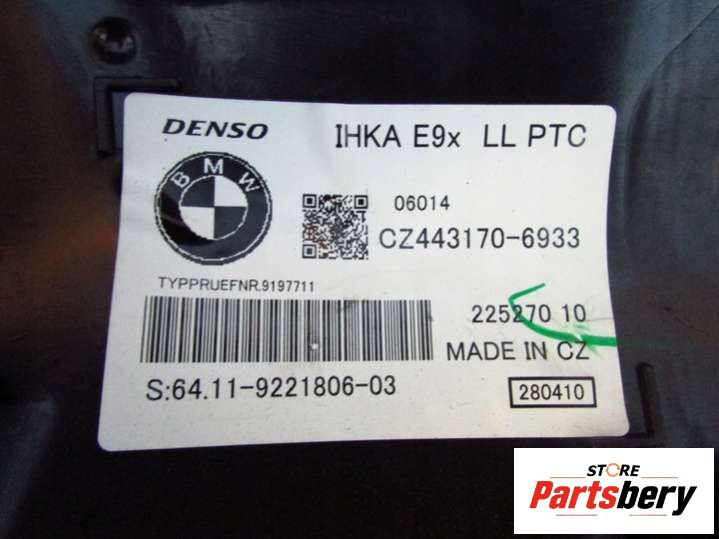 DENSO IHKA E9x LL PTC
BMW
06014
CZ443170-6933
TYPPRUEFNR.9197711
225270 10
MADE IN CZ
S:64.11-9221806-03
280410
STORE
Partsbery